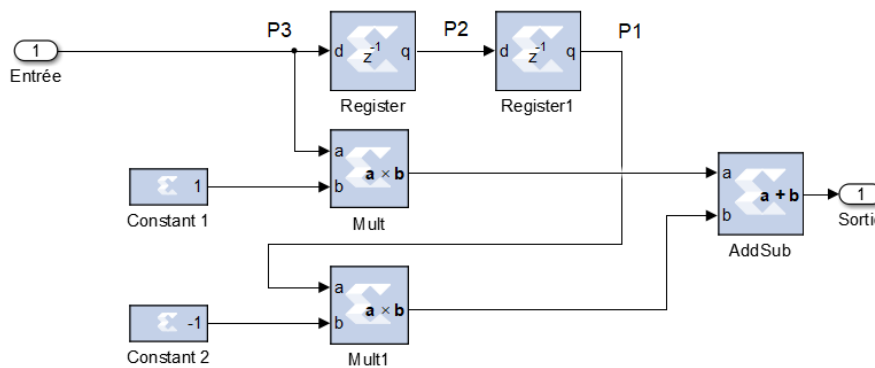 P3
P2
P1
1
d
z-1
q
d
z-1
q
Entrée
Register
Register1
a
b
a × b
1
Constant 1
Mult
a
b
a + b
1
Sortie
AddSub
a
b
a × b
-1
Constant 2
Mult1